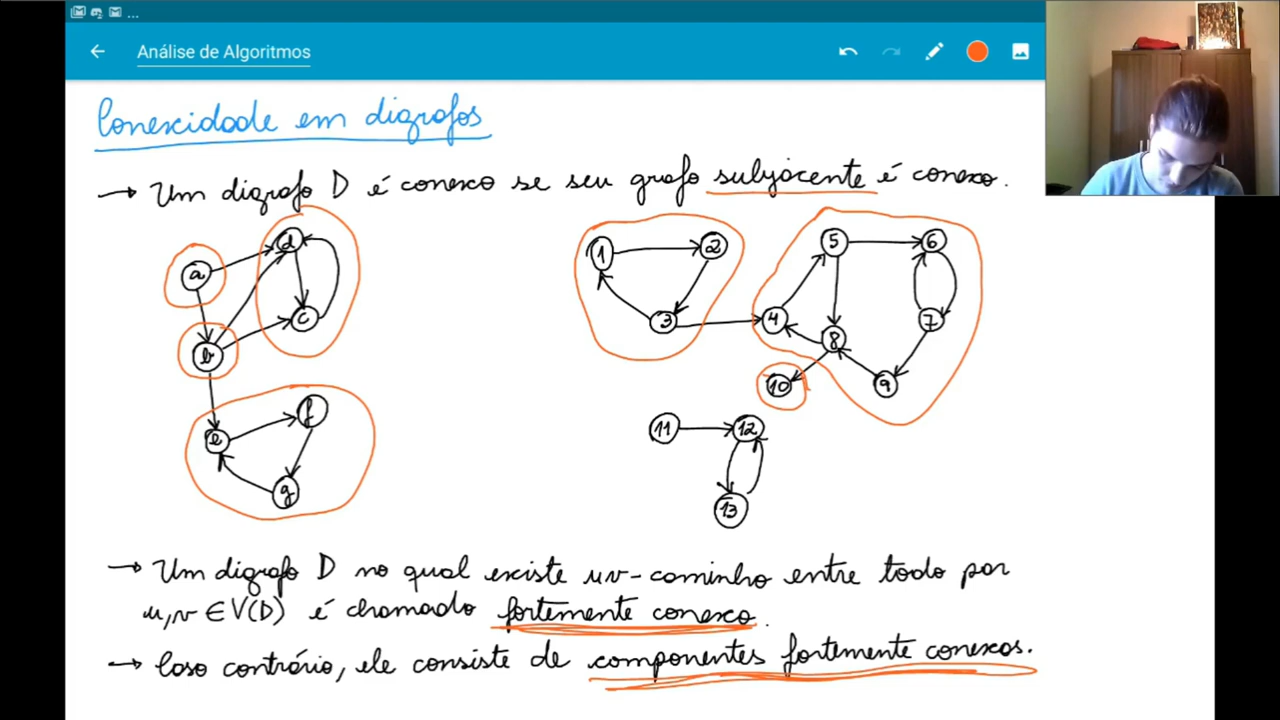 Análise de Algoritmos
Conexidade em digrafos
→ Um digrafo D é conexo se seu grafo subjacente é conexo.
a
d
c
b
e
f
g
1
2
3
4
5
6
7
8
9
10
11
12
13
→ Um digrafo D no qual existe uv-caminho entre todo par
u,v ∈ V(D) é chamado fortemente conexo.
→ Caso contrário, ele consiste de componentes fortemente conexos.